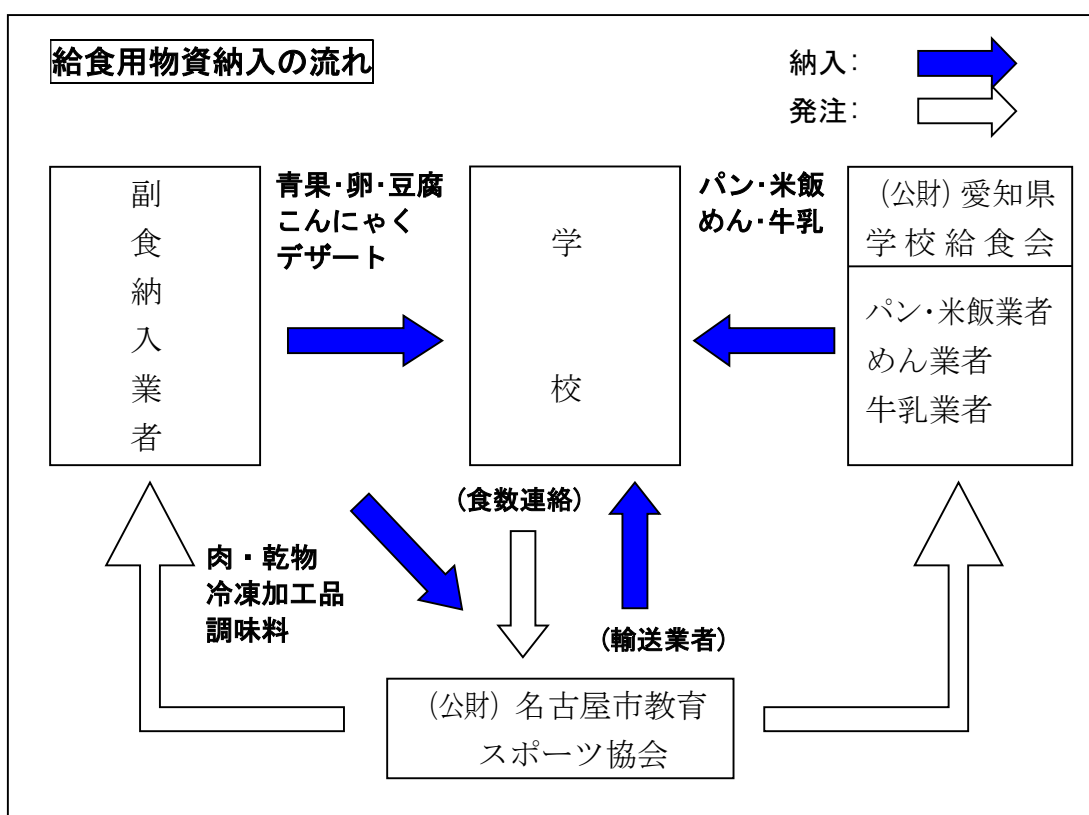 給食用物資納入の流れ
納入:
発注:
副食納入業者
青果・卵・豆腐
こんにゃく
デザート
学校
パン・米飯
めん・牛乳
(公財)愛知県
学校給食会
パン・米飯業者
めん業者
牛乳業者
(食数連絡)
肉・乾物
冷凍加工品
調味料
(輸送業者)
(公財)名古屋市教育
スポーツ協会